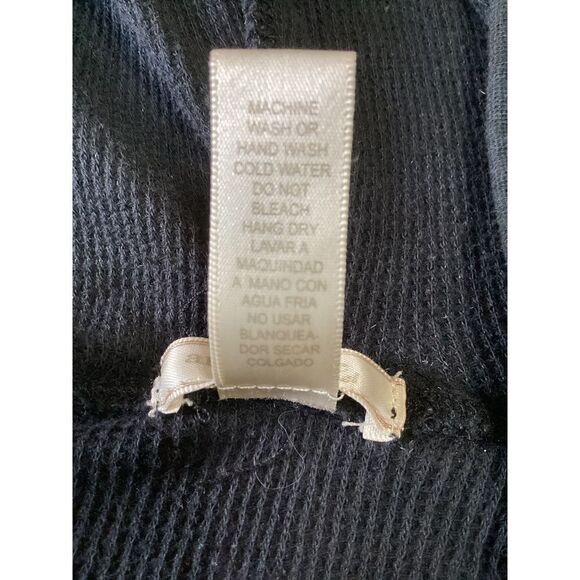 MACHINE
WASH OR
HAND WASH
COLD WATER
DO NOT
BLEACH
HANG DRY
LAVAR A
MAQUINDAD
A MANO CON
AGUA FRIA
NO USAR
BLANQUEA-
DOR SECAR
COLGADO